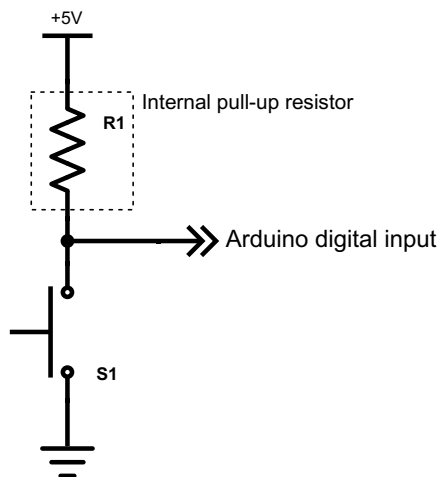 +5V
Internal pull-up resistor
R1
Arduino digital input
S1